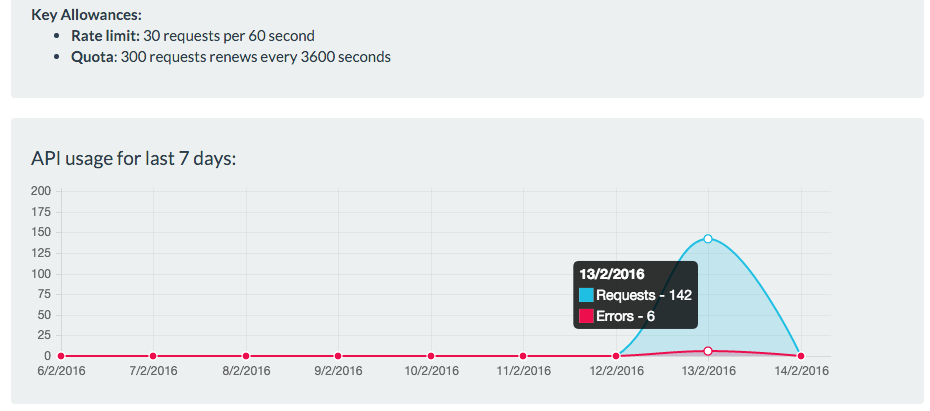 Key Allowances:
• Rate limit: 30 requests per 60 second
• Quota: 300 requests renews every 3600 seconds
API usage for last 7 days:
200
175
150
125
100
75
50
25
0
13/2/2016
Requests - 142
Errors - 6
6/2/2016 7/2/2016 8/2/2016 9/2/2016 10/2/2016 11/2/2016 12/2/2016 13/2/2016 14/2/2016